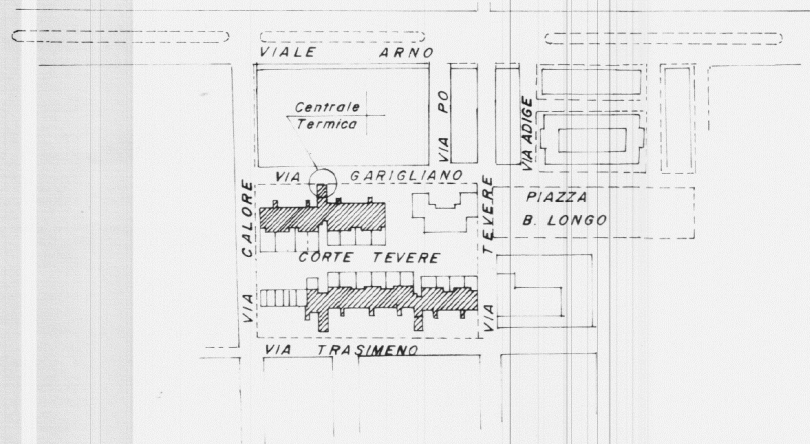 VIALE ARNO
Centrale
Termica
VIA PO
VIA ADIGE
VIA GARIGLIANO
VIA CALORE
VIA TEVERE
PIAZZA
B. LONGO
CORTE TEVERE
VIA TRASIMENO